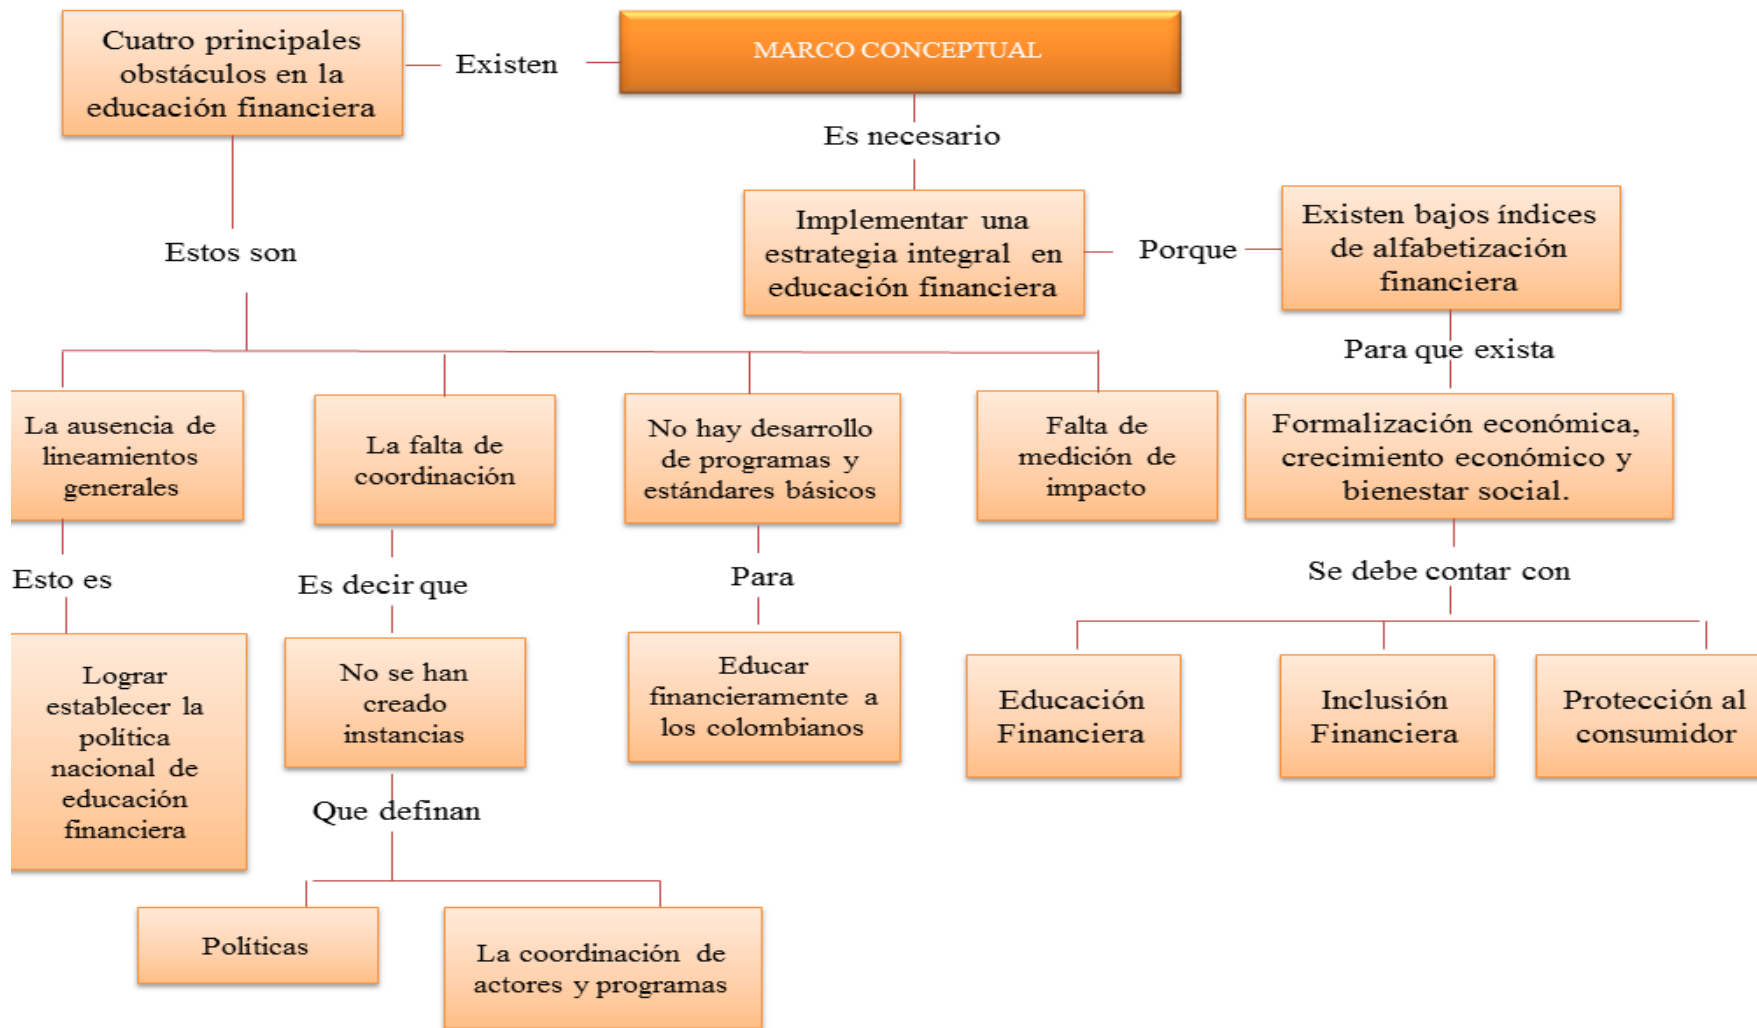 MARCO CONCEPTUAL
Existen
Cuatro principales
obstáculos en la
educación financiera
Es necesario
Implementar una
estrategia integral en
educación financiera
Porque
Existen bajos índices
de alfabetización
financiera
Estos son
Para que exista
La ausencia de
lineamientos
generales
La falta de
coordinación
No hay desarrollo
de programas y
estándares básicos
Falta de
medición de
impacto
Formalización económica,
crecimiento económico y
bienestar social.
Esto es
Es decir que
Para
Se debe contar con
Lograr
establecer la
política
nacional de
educación
financiera
No se han
creado
instancias
Educar
financieramente a
los colombianos
Educación
Financiera
Inclusión
Financiera
Protección al
consumidor
Que definan
Políticas
La coordinación de
actores y programas